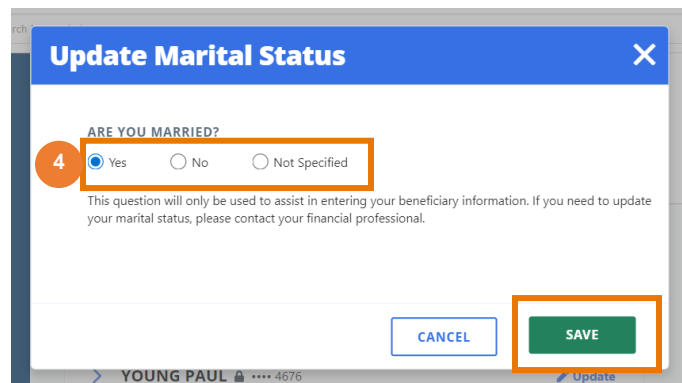 rch
Update Marital Status
ARE YOU MARRIED?
4
Yes No Not Specified
This question will only be used to assist in entering your beneficiary information. If you need to update
your marital status, please contact your financial professional.
CANCEL SAVE
YOUNG PAUL •••• 4676 Update